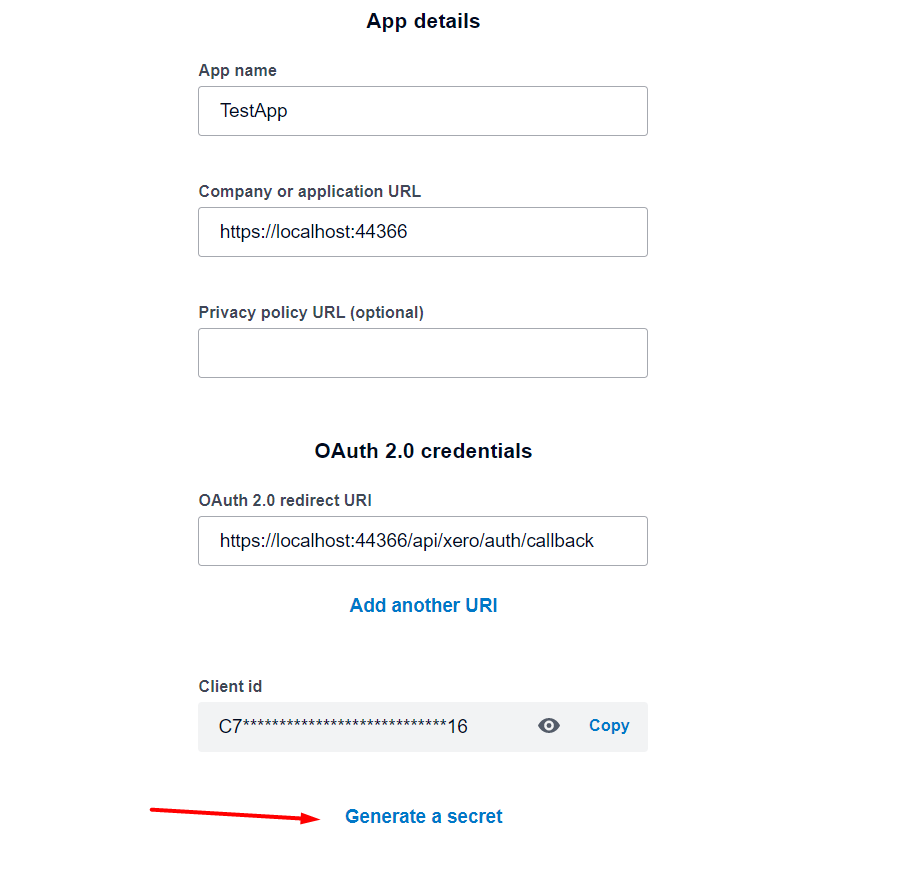 App details
App name
TestApp
Company or application URL
https://localhost:44366
Privacy policy URL (optional)
OAuth 2.0 credentials
OAuth 2.0 redirect URI
https://localhost:44366/api/xero/auth/callback
Add another URI
Client id
C7****************************16 Copy
Generate a secret